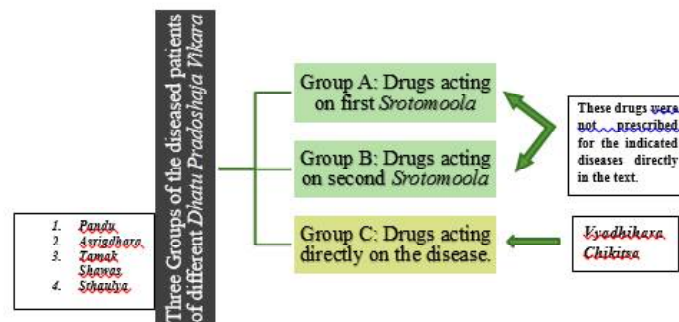 Three Groups of the diseased patients
of different Dhatu Pradoshaja Vikara
1. Pandu
2 Asrigdhara
3. Tamak
Shawas
4. Sthaulya
Group A: Drugs acting
on first Srotomoola
Group B: Drugs acting
on second Srotomoola
Group C: Drugs acting
directly on the disease.
These drugs were
not prescribed
for the indicated
diseases directly
in the text.
Vyadhihara
Chikitsa